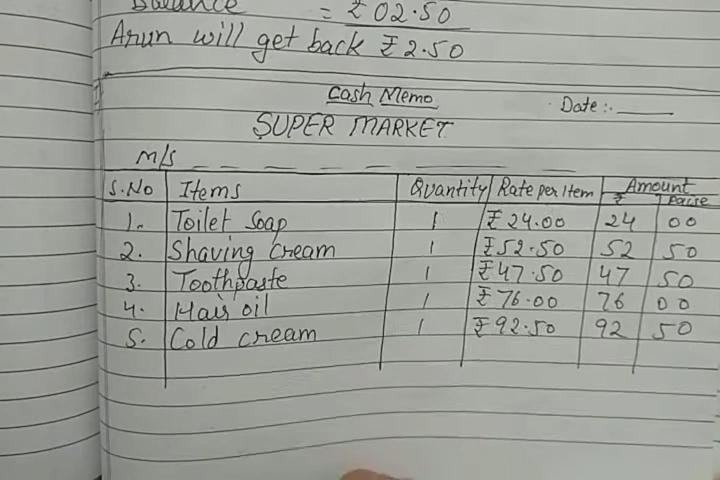 Balance = ₹ 02.50
Arun will get back ₹ 2.50
Cash Memo
Date:-
SUPER MARKET
M/S
S.No Items Quantity Rate per Item Amount
₹ Paise
1. Toilet Soap 1 ₹ 24.00 24 00
2. Shaving cream 1 ₹52.50 52 50
3. Toothpaste 1 ₹47.50 47 50
4. Hair oil 1 ₹ 76.00 76 00
5. Cold cream 1 ₹92.50 92 50